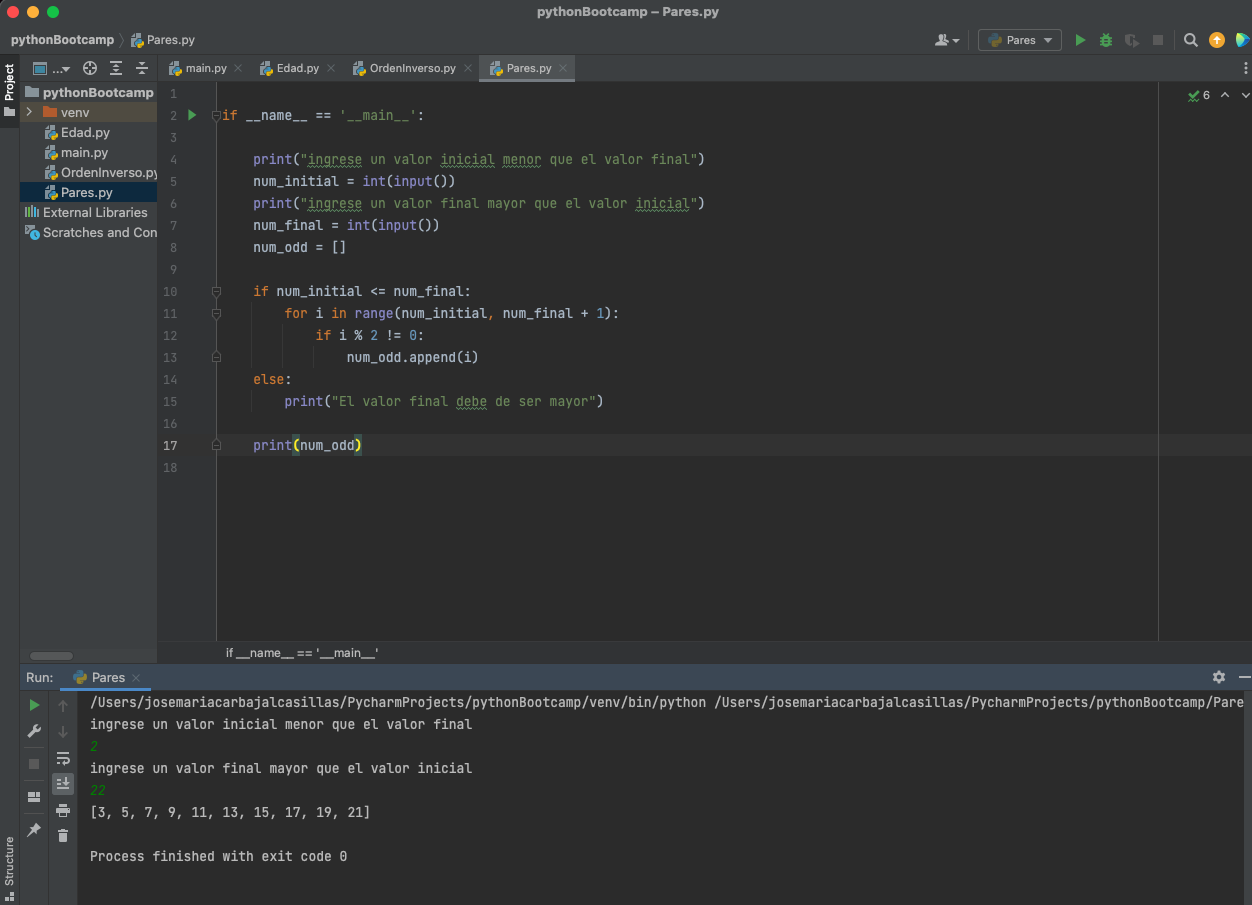 pythonBootcamp – Pares.py
pythonBootcamp
Pares.py
Pares
Project
...
main.py
Edad.py
OrdenInverso.py
Pares.py
pythonBootcamp
venv
Edad.py
main.py
OrdenInverso.py
Pares.py
External Libraries
Scratches and Con
6
1
2 if __name__ == '__main__':
3
4 print("ingrese un valor inicial menor que el valor final")
5 num_initial = int(input())
6 print("ingrese un valor final mayor que el valor inicial")
7 num_final = int(input())
8 num_odd = []
9
10 if num_initial <= num_final:
11 for i in range(num_initial, num_final + 1):
12 if i % 2 != 0:
13 num_odd.append(i)
14 else:
15 print("El valor final debe de ser mayor")
16
17 print(num_odd)
18
if __name__ == '__main__'
Run:
Pares
/Users/josemariacarbajalcasillas/PycharmProjects/pythonBootcamp/venv/bin/python /Users/josemariacarbajalcasillas/PycharmProjects/pythonBootcamp/Pare
ingrese un valor inicial menor que el valor final
2
ingrese un valor final mayor que el valor inicial
22
[3, 5, 7, 9, 11, 13, 15, 17, 19, 21]
Process finished with exit code 0
Structure